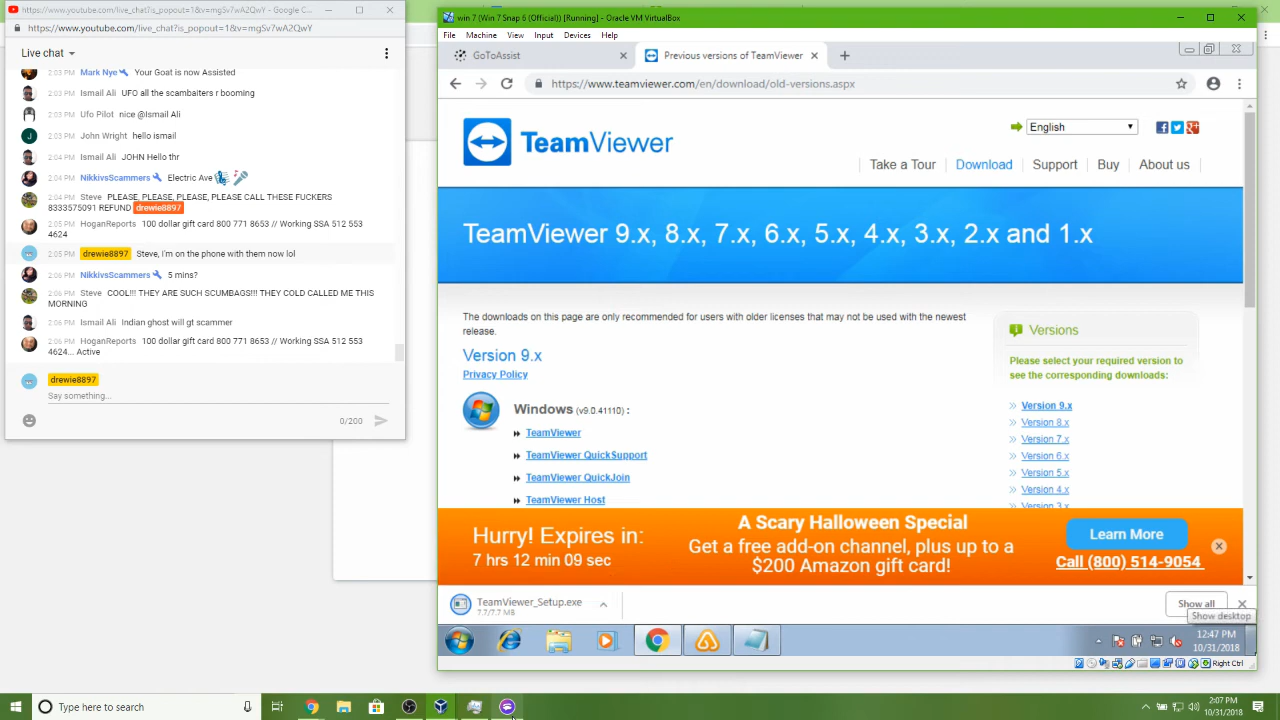 https://www.youtube.com/live_chat?is_popout=1&v=mgSv7wA2QwY - Google C...
https://www.youtube.com/live_chat?is_popout=1&v=mgSv7wA2QwY
Live chat
2:03 PM Mark Nye Your Goat is now Assisted
2:03 PM Ismail Ali UFO all the scambaiters r booming
2:03 PM Ufo Pilot nice @Ismail Ali
2:03 PM John Wright hello ismail
2:04 PM Ismail Ali JOHN Hello thr
2:04 PM NikkivsScammers Electric Ave
2:04 PM Steve PLEASE, PLEASE, PLEASE, PLEASE CALL THESE FUCKERS
8333575091 REFUND, drewie8897
2:05 PM HoganReports 100 dollar gift card 800 771 8653 // Working SSA 512 553
4624
2:05 PM drewie8897 Steve, i'm on the phone with them now lol
2:06 PM NikkivsScammers 5 mins?
2:06 PM Steve COOL!!! THEY ARE SUCH SCUMBAGS!!! THEY COLD CALLED ME THIS
MORNING
2:06 PM Ismail Ali Indian ghost will gt scammer
2:06 PM HoganReports 100 dollar gift card 800 771 8653 // Working SSA 512 553
4624... Active
drewie8897
Say something...
0/200
win 7 (Win 7 Snap 6 (Official)) [Running] - Oracle VM VirtualBox
File Machine View Input Devices Help
GoToAssist
Previous versions of TeamViewer
https://www.teamviewer.com/en/download/old-versions.aspx
TeamViewer
English
Take a Tour Download Support Buy About us
TeamViewer 9.x, 8.x, 7.x, 6.x, 5.x, 4.x, 3.x, 2.x and 1.x
The downloads on this page are only recommended for users with older licenses that may not be used with the newest
release.
Version 9.x
Privacy Policy
Windows (v9.0.41110) :
TeamViewer
TeamViewer QuickSupport
TeamViewer QuickJoin
TeamViewer Host
Versions
Please select your required version to
see the corresponding downloads:
Version 9.x
Version 8.x
Version 7.x
Version 6.x
Version 5.x
Version 4.x
Version 3.x
Hurry! Expires in:
7 hrs 12 min 09 sec
A Scary Halloween Special
Get a free add-on channel, plus up to a
$200 Amazon gift card!
Learn More
Call (800) 514-9054
TeamViewer_Setup.exe
7.7/7.7 MB
Show all
Show desktop
12:47 PM
10/31/2018
Right Ctrl
Type here to search
2:07 PM
10/31/2018